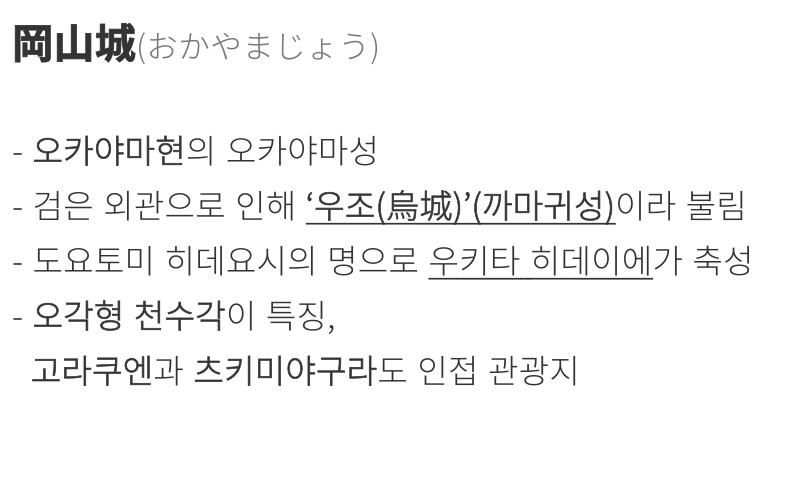 岡山城(おかやまじょう)
- 오카야마현의 오카야마성
- 검은 외관으로 인해 ‘우조(烏城)’(까마귀성)이라 불림
- 도요토미 히데요시의 명으로 우키타 히데이에가 축성
- 오각형 천수각이 특징,
고라쿠엔과 츠키미야구라도 인접 관광지